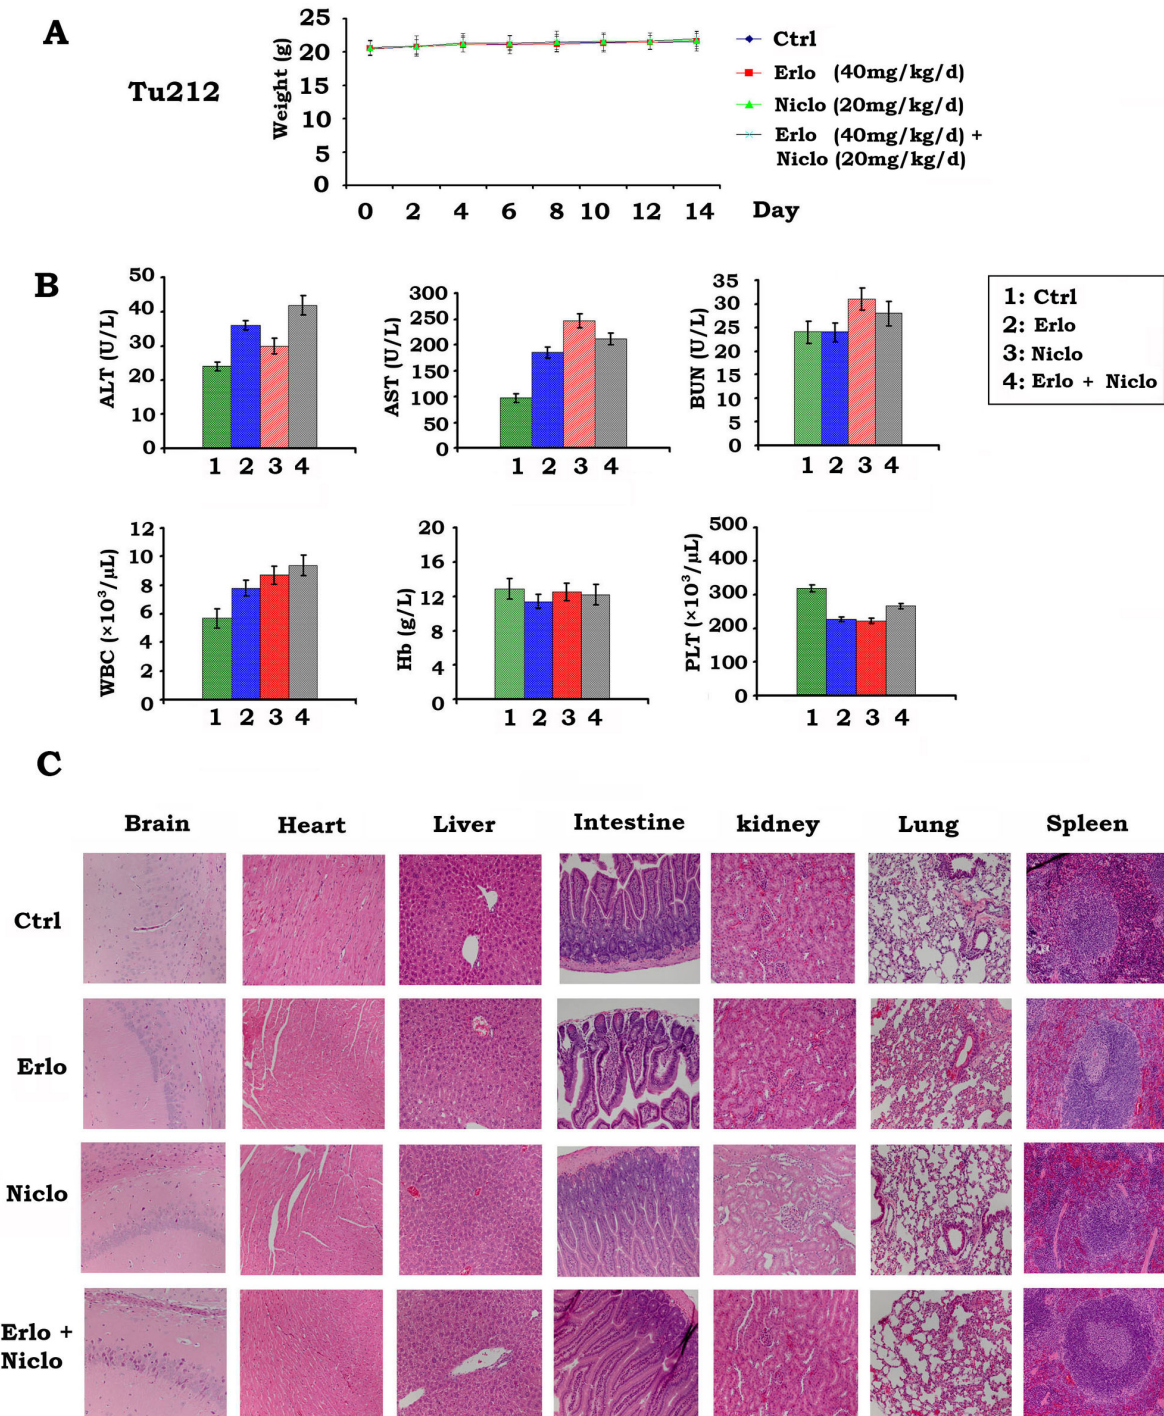 A
Tu212
Weight (g)
25
20
15
10
5
0
0 2 4 6 8 10 12 14 Day
Ctrl
Erlo (40mg/kg/d)
Niclo (20mg/kg/d)
Erlo (40mg/kg/d) +
Niclo (20mg/kg/d)
B
ALT (U/L)
50
40
30
20
10
0
1 2 3 4
AST (U/L)
300
250
200
150
100
50
0
1 2 3 4
BUN (U/L)
35
30
25
20
15
10
5
0
1 2 3 4
1: Ctrl
2: Erlo
3: Niclo
4: Erlo + Niclo
WBC (×10³/µL)
12
10
8
6
4
2
0
1 2 3 4
Hb (g/L)
20
16
12
8
4
0
1 2 3 4
PLT (×10³/µL)
500
400
300
200
100
0
1 2 3 4
C
Brain Heart Liver Intestine kidney Lung Spleen
Ctrl
Erlo
Niclo
Erlo +
Niclo